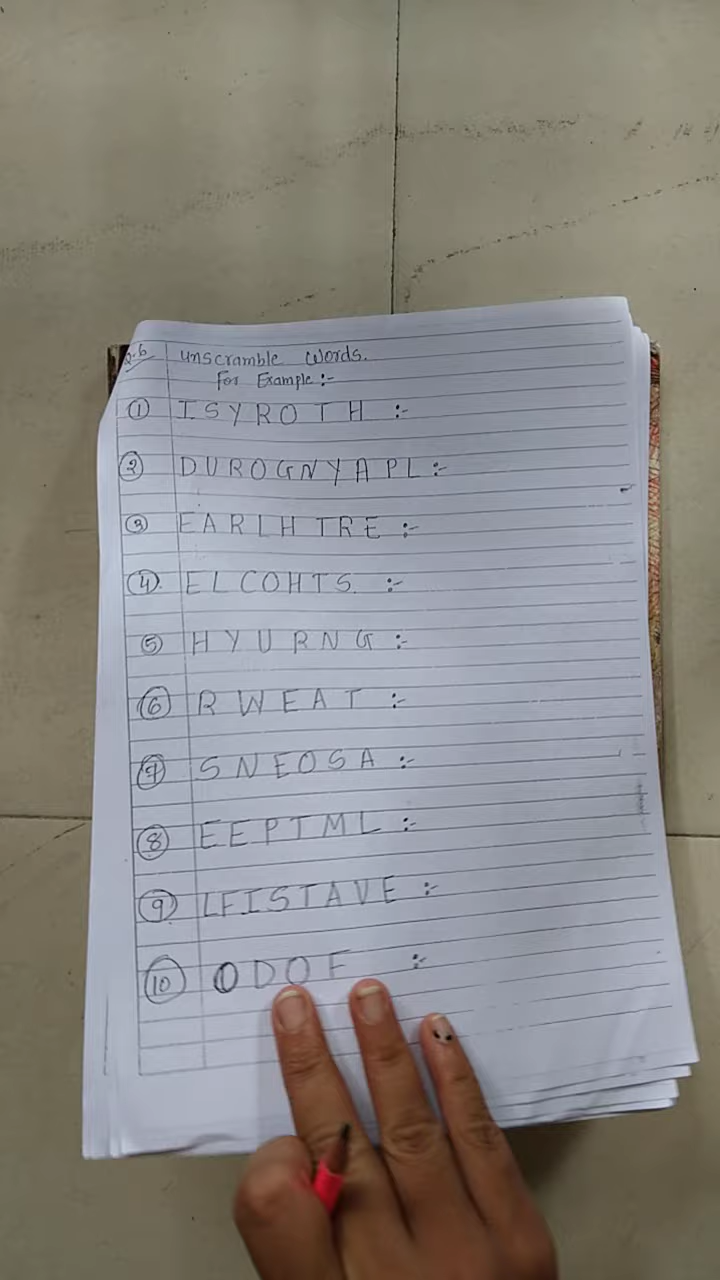 Q.6 Unscramble Words.
For Example :-
① ISYROTH :-
② DUROGNYAPL :-
③ EARLHTRE :-
④ ELCOHTS :-
⑤ HYURNG :-
⑥ RWEAT :-
⑦ SNEOSA :-
⑧ EEPTML :-
⑨ LFISTAVE :-
⑩ ODOF :-